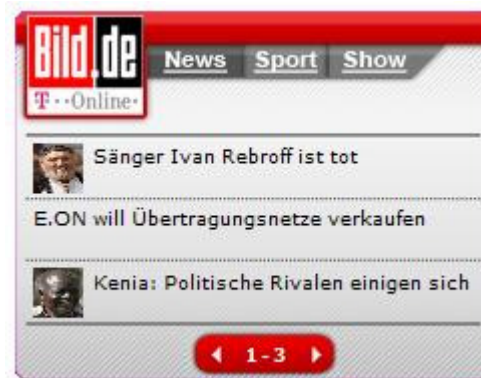 Bild.de
T··Online·
News Sport Show
Sänger Ivan Rebroff ist tot
E.ON will Übertragungsnetze verkaufen
Kenia: Politische Rivalen einigen sich
1-3